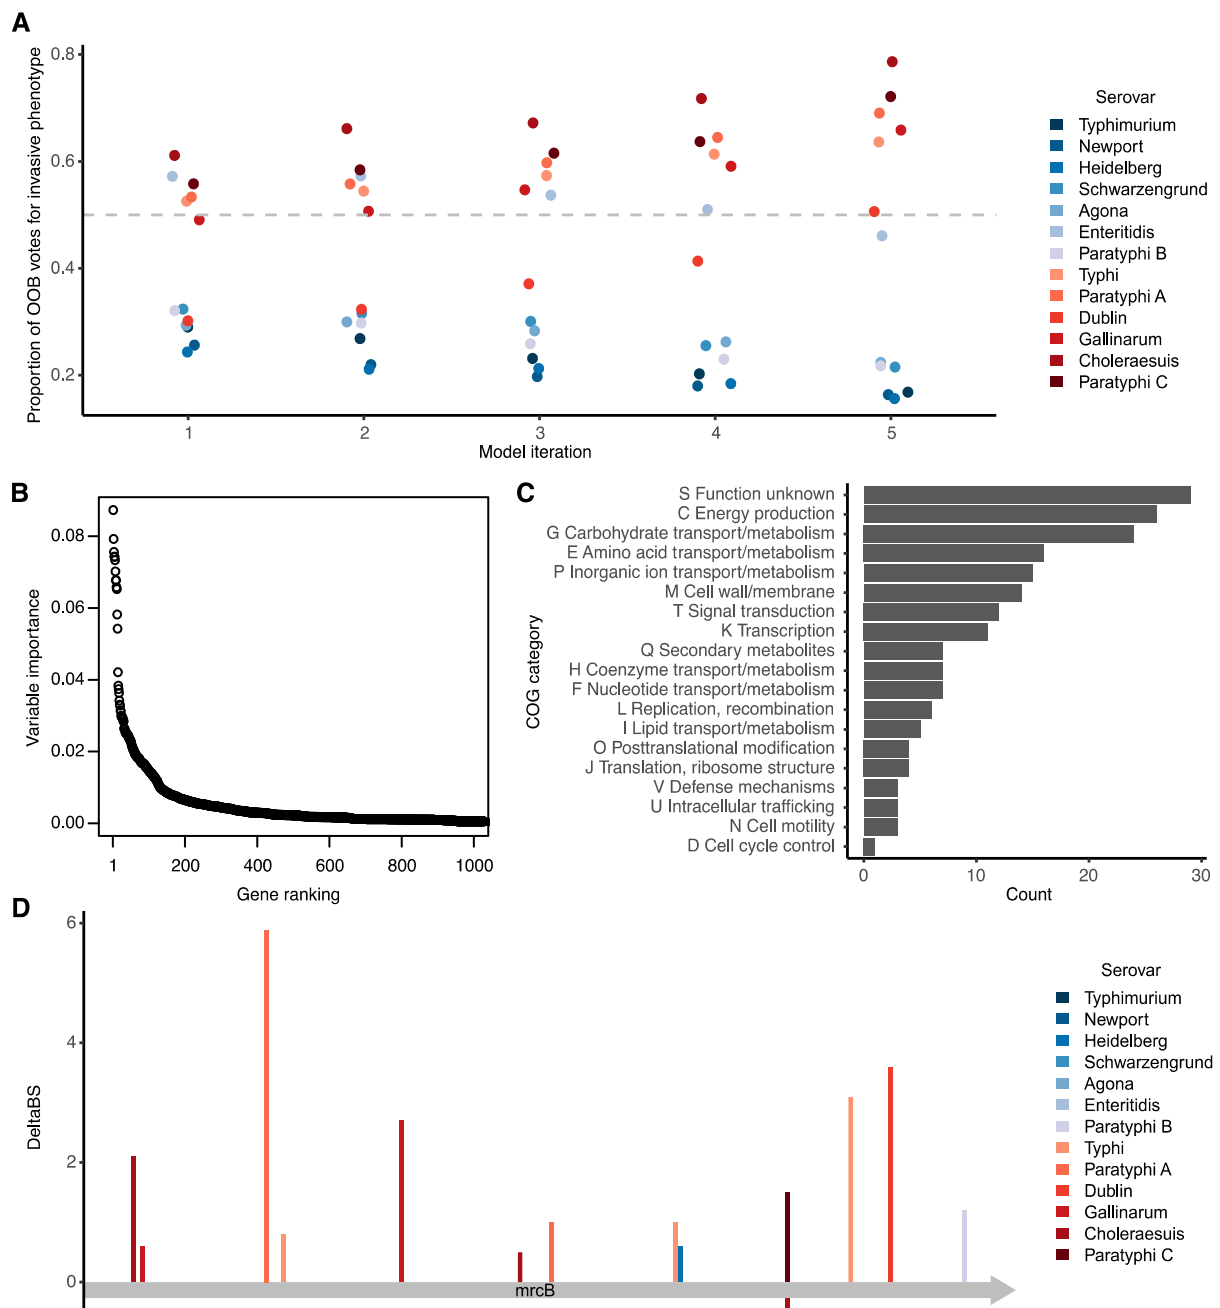 A
Proportion of OOB votes for invasive phenotype
0.8
0.6
0.4
0.2
1
2
3
4
5
Model iteration
Serovar
Typhimurium
Newport
Heidelberg
Schwarzengrund
Agona
Enteritidis
Paratyphi B
Typhi
Paratyphi A
Dublin
Gallinarum
Choleraesuis
Paratyphi C
B
Variable importance
0.08
0.06
0.04
0.02
0.00
1
200
400
600
800
1000
Gene ranking
C
COG category
S Function unknown
C Energy production
G Carbohydrate transport/metabolism
E Amino acid transport/metabolism
P Inorganic ion transport/metabolism
M Cell wall/membrane
T Signal transduction
K Transcription
Q Secondary metabolites
H Coenzyme transport/metabolism
F Nucleotide transport/metabolism
L Replication, recombination
I Lipid transport/metabolism
O Posttranslational modification
J Translation, ribosome structure
V Defense mechanisms
U Intracellular trafficking
N Cell motility
D Cell cycle control
0
10
20
30
Count
D
DeltaBS
6
4
2
0
mrcB
Serovar
Typhimurium
Newport
Heidelberg
Schwarzengrund
Agona
Enteritidis
Paratyphi B
Typhi
Paratyphi A
Dublin
Gallinarum
Choleraesuis
Paratyphi C